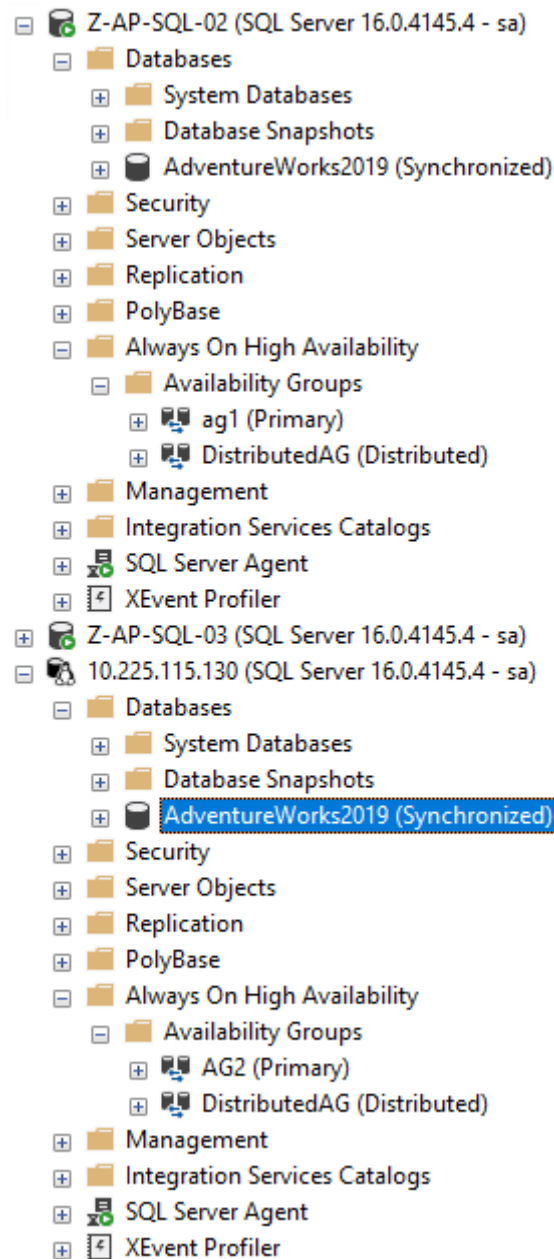 Z-AP-SQL-02 (SQL Server 16.0.4145.4 - sa)
Databases
System Databases
Database Snapshots
AdventureWorks2019 (Synchronized)
Security
Server Objects
Replication
PolyBase
Always On High Availability
Availability Groups
ag1 (Primary)
DistributedAG (Distributed)
Management
Integration Services Catalogs
SQL Server Agent
XEvent Profiler
Z-AP-SQL-03 (SQL Server 16.0.4145.4 - sa)
10.225.115.130 (SQL Server 16.0.4145.4 - sa)
Databases
System Databases
Database Snapshots
AdventureWorks2019 (Synchronized)
Security
Server Objects
Replication
PolyBase
Always On High Availability
Availability Groups
AG2 (Primary)
DistributedAG (Distributed)
Management
Integration Services Catalogs
SQL Server Agent
XEvent Profiler